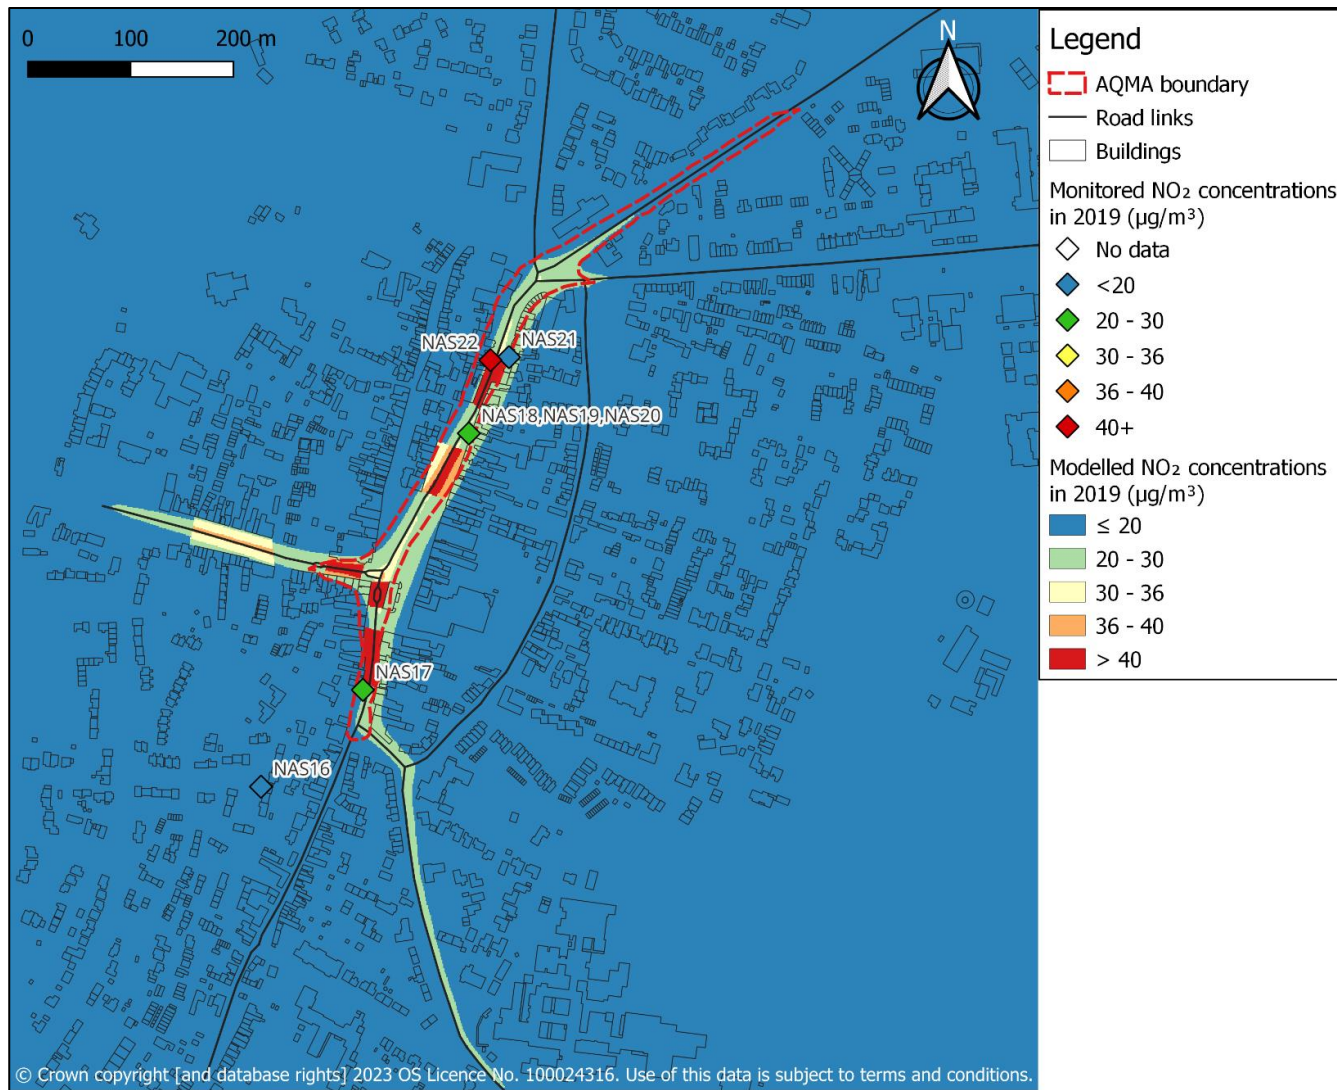 0 100 200 m
N
NAS22
NAS21
NAS18,NAS19,NAS20
NAS17
NAS16
© Crown copyright [and database rights] 2023 OS Licence No. 100024316. Use of this data is subject to terms and conditions.
Legend
AQMA boundary
Road links
Buildings
Monitored NO₂ concentrations
in 2019 (µg/m³)
No data
<20
20 - 30
30 - 36
36 - 40
40+
Modelled NO₂ concentrations
in 2019 (µg/m³)
≤ 20
20 - 30
30 - 36
36 - 40
> 40